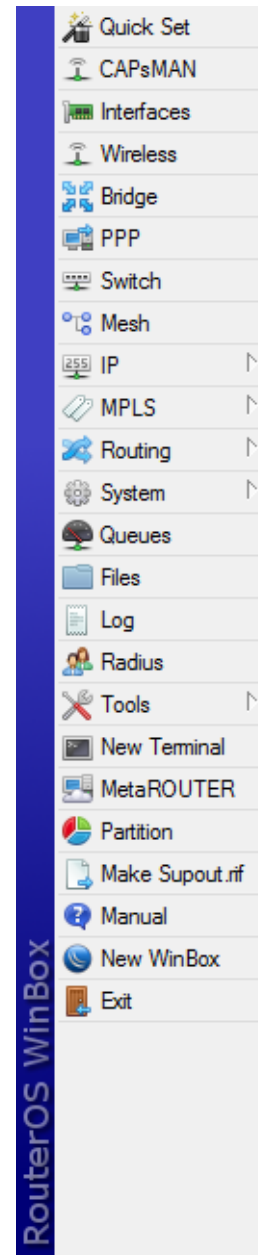 Quick Set
CAPsMAN
Interfaces
Wireless
Bridge
PPP
Switch
Mesh
255 IP
MPLS
Routing
System
Queues
Files
Log
Radius
Tools
New Terminal
MetaROUTER
Partition
Make Supout.rif
Manual
New WinBox
Exit
RouterOS WinBox